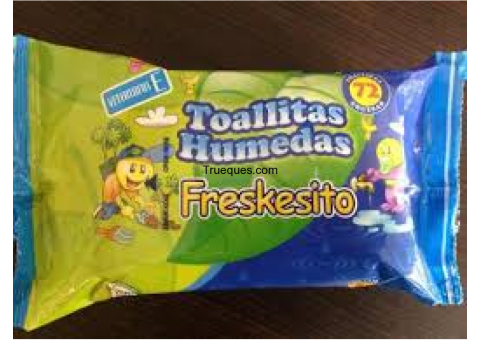 VITAMINA E
72
Toallitas
Humedas
Trueques.com
Freskesito